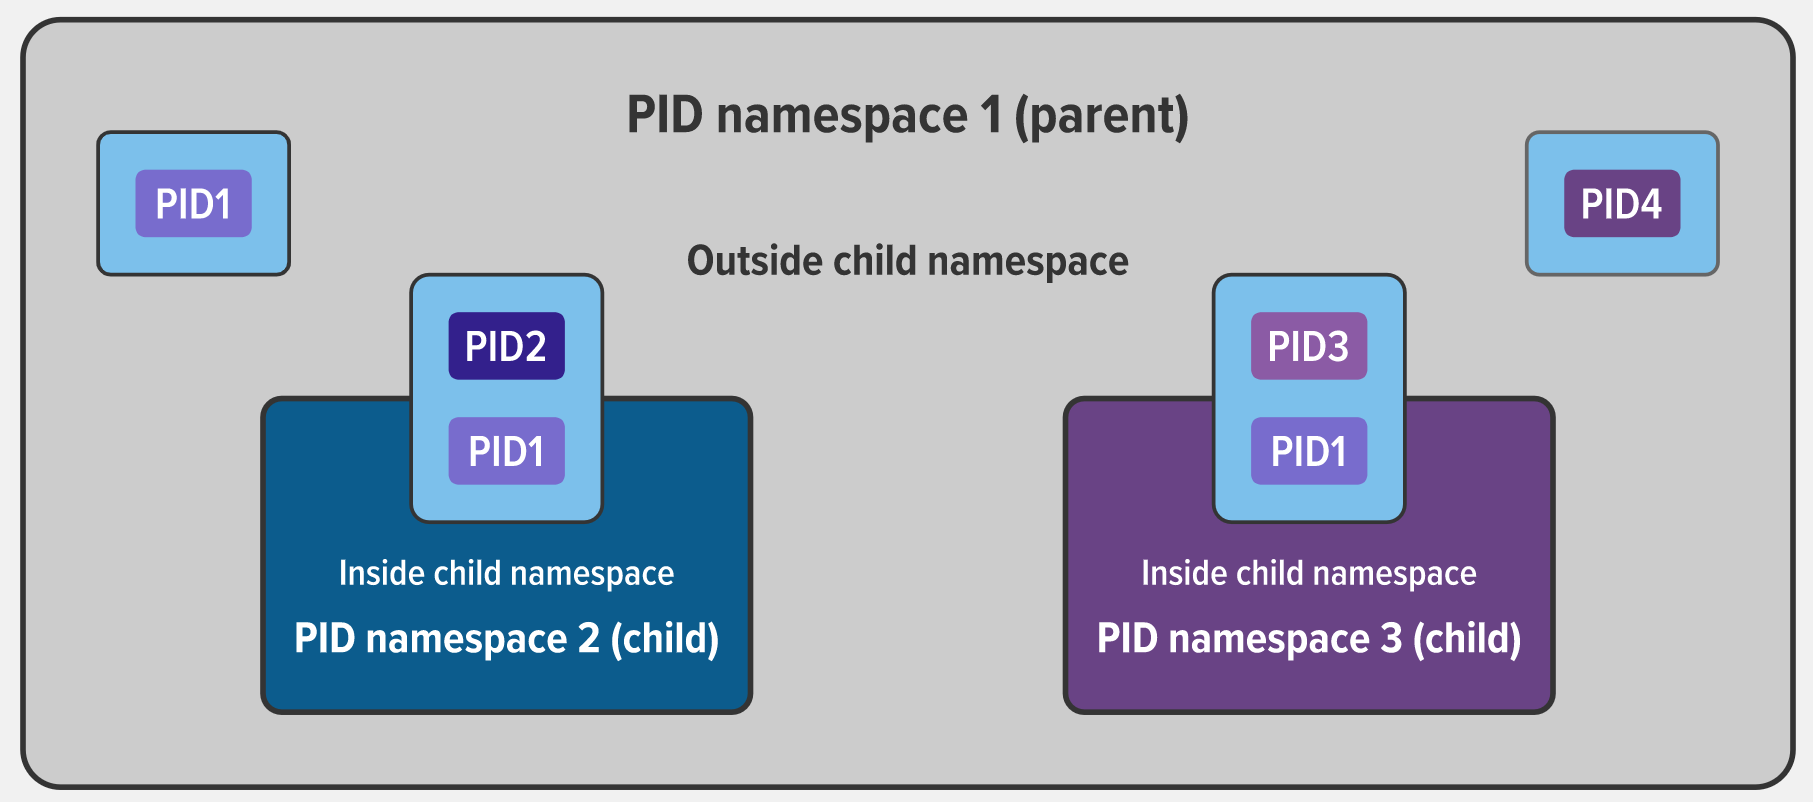 PID namespace 1 (parent)
PID1
PID4
Outside child namespace
PID2
PID1
Inside child namespace
PID namespace 2 (child)
PID3
PID1
Inside child namespace
PID namespace 3 (child)